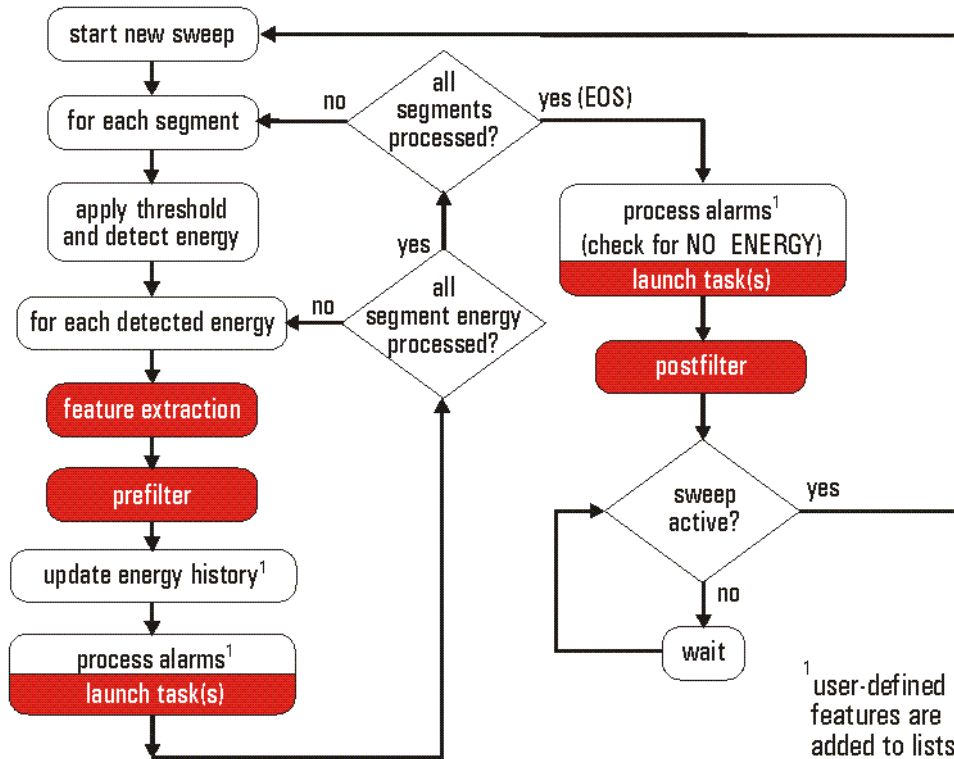 start new sweep
for each segment
apply threshold
and detect energy
for each detected energy
feature extraction
prefilter
update energy history¹
process alarms¹
launch task(s)
all
segments
processed?
no
yes (EOS)
yes
all
segment energy
processed?
no
process alarms¹
(check for NO ENERGY)
launch task(s)
postfilter
sweep
active?
yes
no
wait
¹user-defined
features are
added to lists